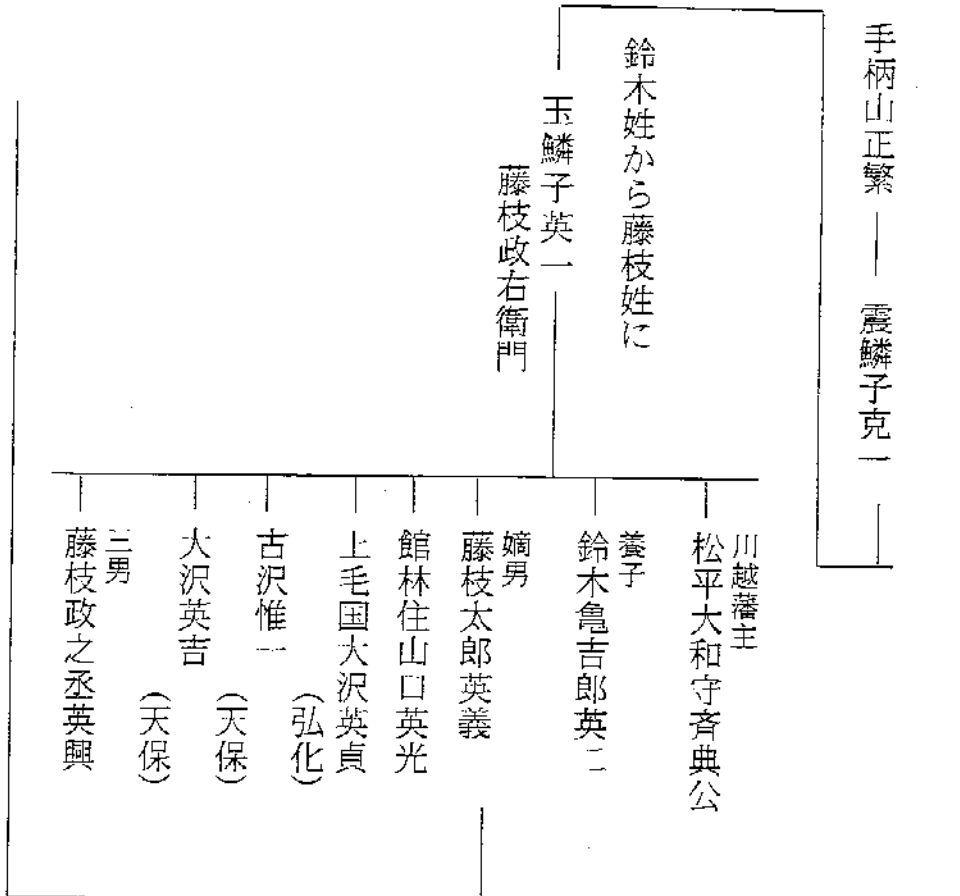 手柄山正繁
震鱗子克一
鈴木姓から藤枝姓に
玉鱗子英一
藤枝政右衛門
川越藩主
松平大和守斉典公
養子
鈴木亀吉郎英二
嫡男
藤枝太郎英義
館林住山口英光
上毛国大沢英貞
(弘化)
古沢惟一
(天保)
大沢英吉
(天保)
三男
藤枝政之丞英興